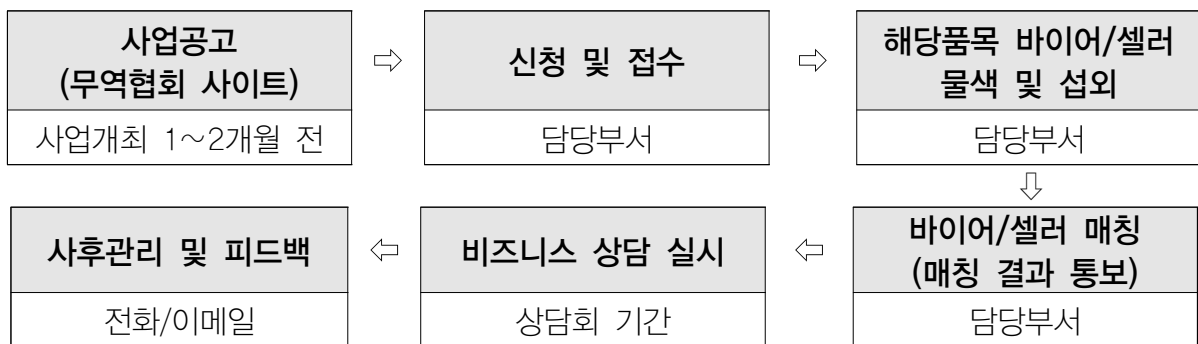 사업공고
(무역협회 사이트)
사업개최 1～2개월 전
⇨
신청 및 접수
담당부서
⇨
해당품목 바이어/셀러
물색 및 섭외
담당부서
⇩
바이어/셀러 매칭
(매칭 결과 통보)
담당부서
⇦
비즈니스 상담 실시
상담회 기간
⇦
사후관리 및 피드백
전화/이메일